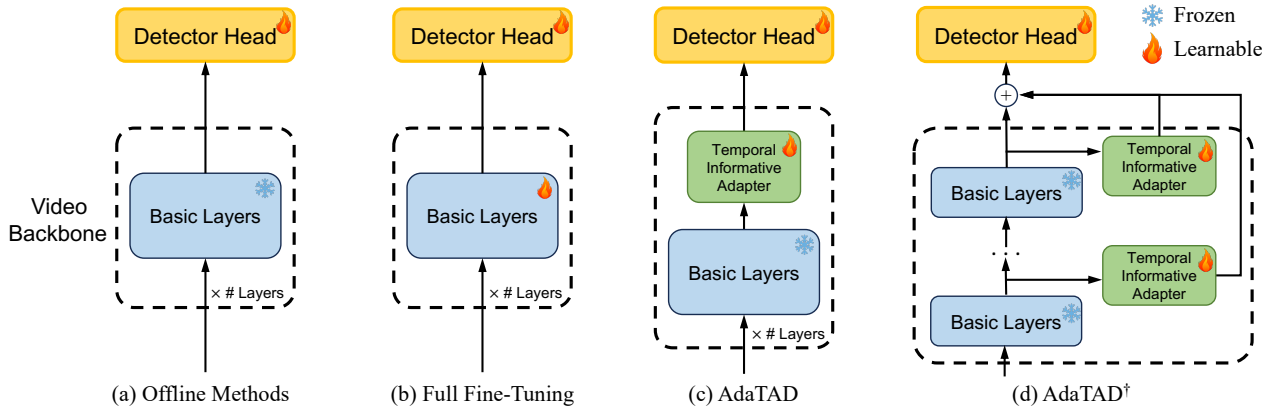 Detector Head
Detector Head
Detector Head
Detector Head
Frozen
Learnable
+
Video
Backbone
Basic Layers
× # Layers
Basic Layers
× # Layers
Temporal
Informative
Adapter
Basic Layers
× # Layers
Temporal
Informative
Adapter
Basic Layers
. . .
Temporal
Informative
Adapter
Basic Layers
(a) Offline Methods
(b) Full Fine-Tuning
(c) AdaTAD
(d) AdaTAD†